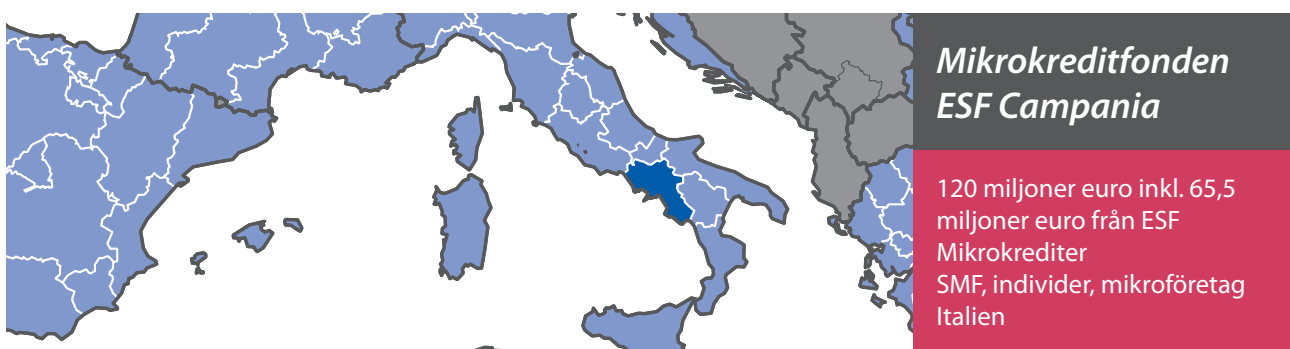 Mikrokreditfonden
ESF Campania
120 miljoner euro inkl. 65,5
miljoner euro från ESF
Mikrokrediter
SMF, individer, mikroföretag
Italien